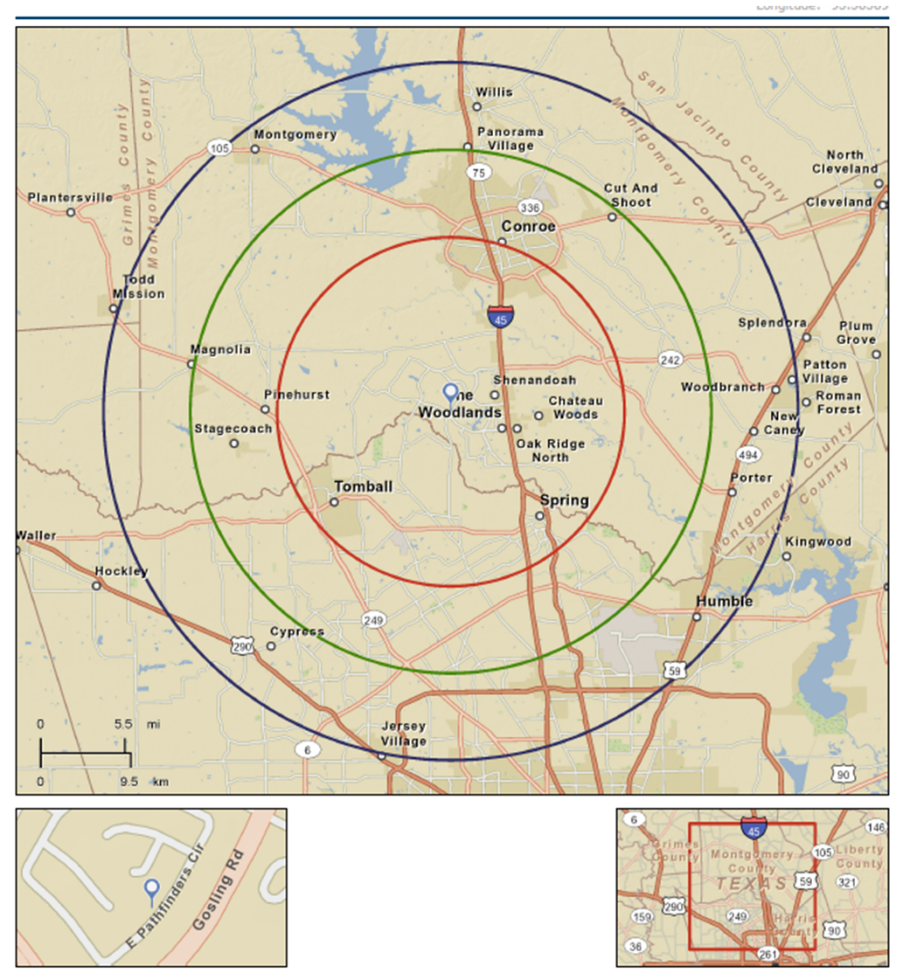 Willis
Montgomery
Panorama
Village
105
75
San Jacinto County
Montgomery County
Grimes County
Montgomery County
North
Cleveland
Cleveland
Plantersville
Cut And
Shoot
336
Conroe
Todd
Mission
45
Splendora
Plum
Grove
Magnolia
242
Patton
Village
Woodbranch
Roman
Forest
Pinehurst
Shenandoah
Chateau
Woods
he
Woodlands
New
Caney
Stagecoach
Oak Ridge
North
494
Porter
Montgomery County
Harris County
Tomball
Spring
Waller
Kingwood
Hockley
Humble
249
Cypress
290
59
Jersey
Village
6
90
0 5.5 mi
0 9.5 km
E Pathfinders Cir
Gosling Rd
6
45
146
Grimes
County
Montgomery
County
105
Liberty
County
TEXAS
59
321
290
159
249
Harris
County
90
36
261